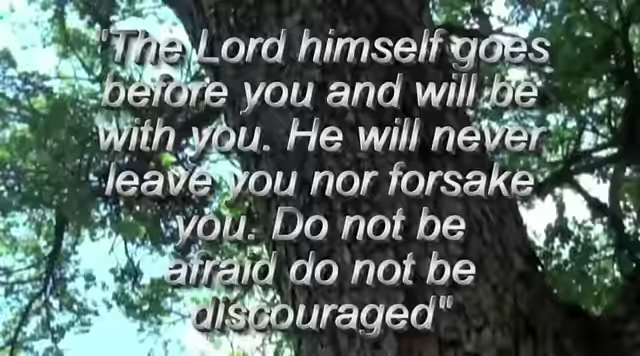 "The Lord himself goes
before you and will be
with you. He will never
leave you nor forsake
you. Do not be
afraid do not be
discouraged"